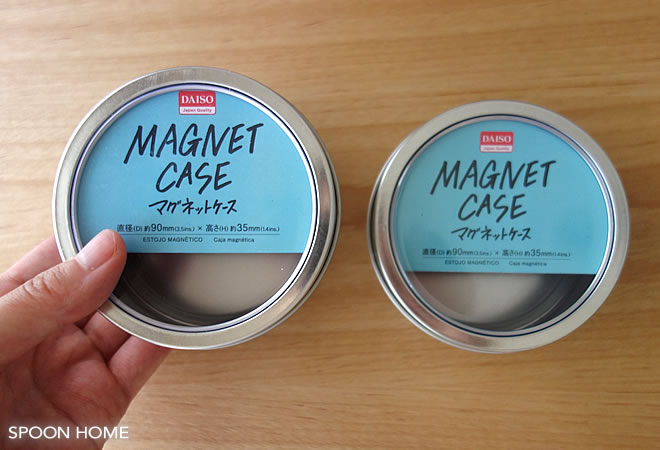 DAISO
Japan Quality
MAGNET
CASE
マグネットケース
直径(D) 約90mm(3.5ins.) × 高さ(H) 約35mm(1.4ins.)
ESTOJO MAGNÉTICO Caja magnética
DAISO
Japan Quality
MAGNET
CASE
マグネットケース
直径(D) 約90mm(3.5ins.) × 高さ(H) 約35mm(1.4ins.)
ESTOJO MAGNÉTICO Caja magnética
SPOON HOME